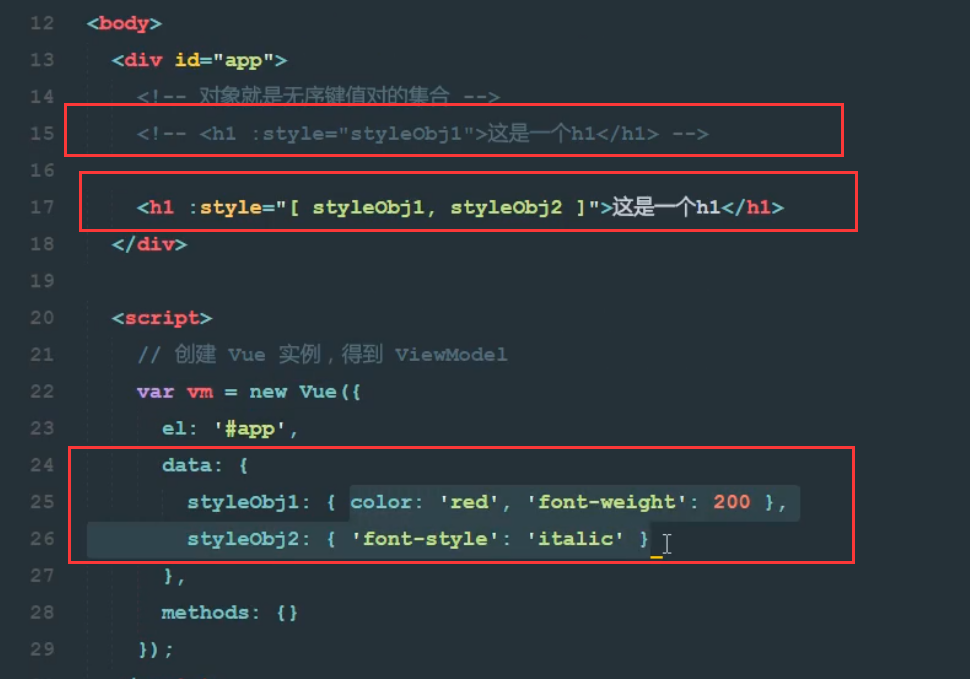 12 <body>
13 <div id="app">
14 <!-- 对象就是无序键值对的集合 -->
15 <!-- <h1 :style="styleObj1">这是一个h1</h1> -->
16
17 <h1 :style="[ styleObj1, styleObj2 ]">这是一个h1</h1>
18 </div>
19
20 <script>
21 // 创建 Vue 实例，得到 ViewModel
22 var vm = new Vue({
23 el: '#app',
24 data: {
25 styleObj1: { color: 'red', 'font-weight': 200 },
26 styleObj2: { 'font-style': 'italic' }
27 },
28 methods: {}
29 });